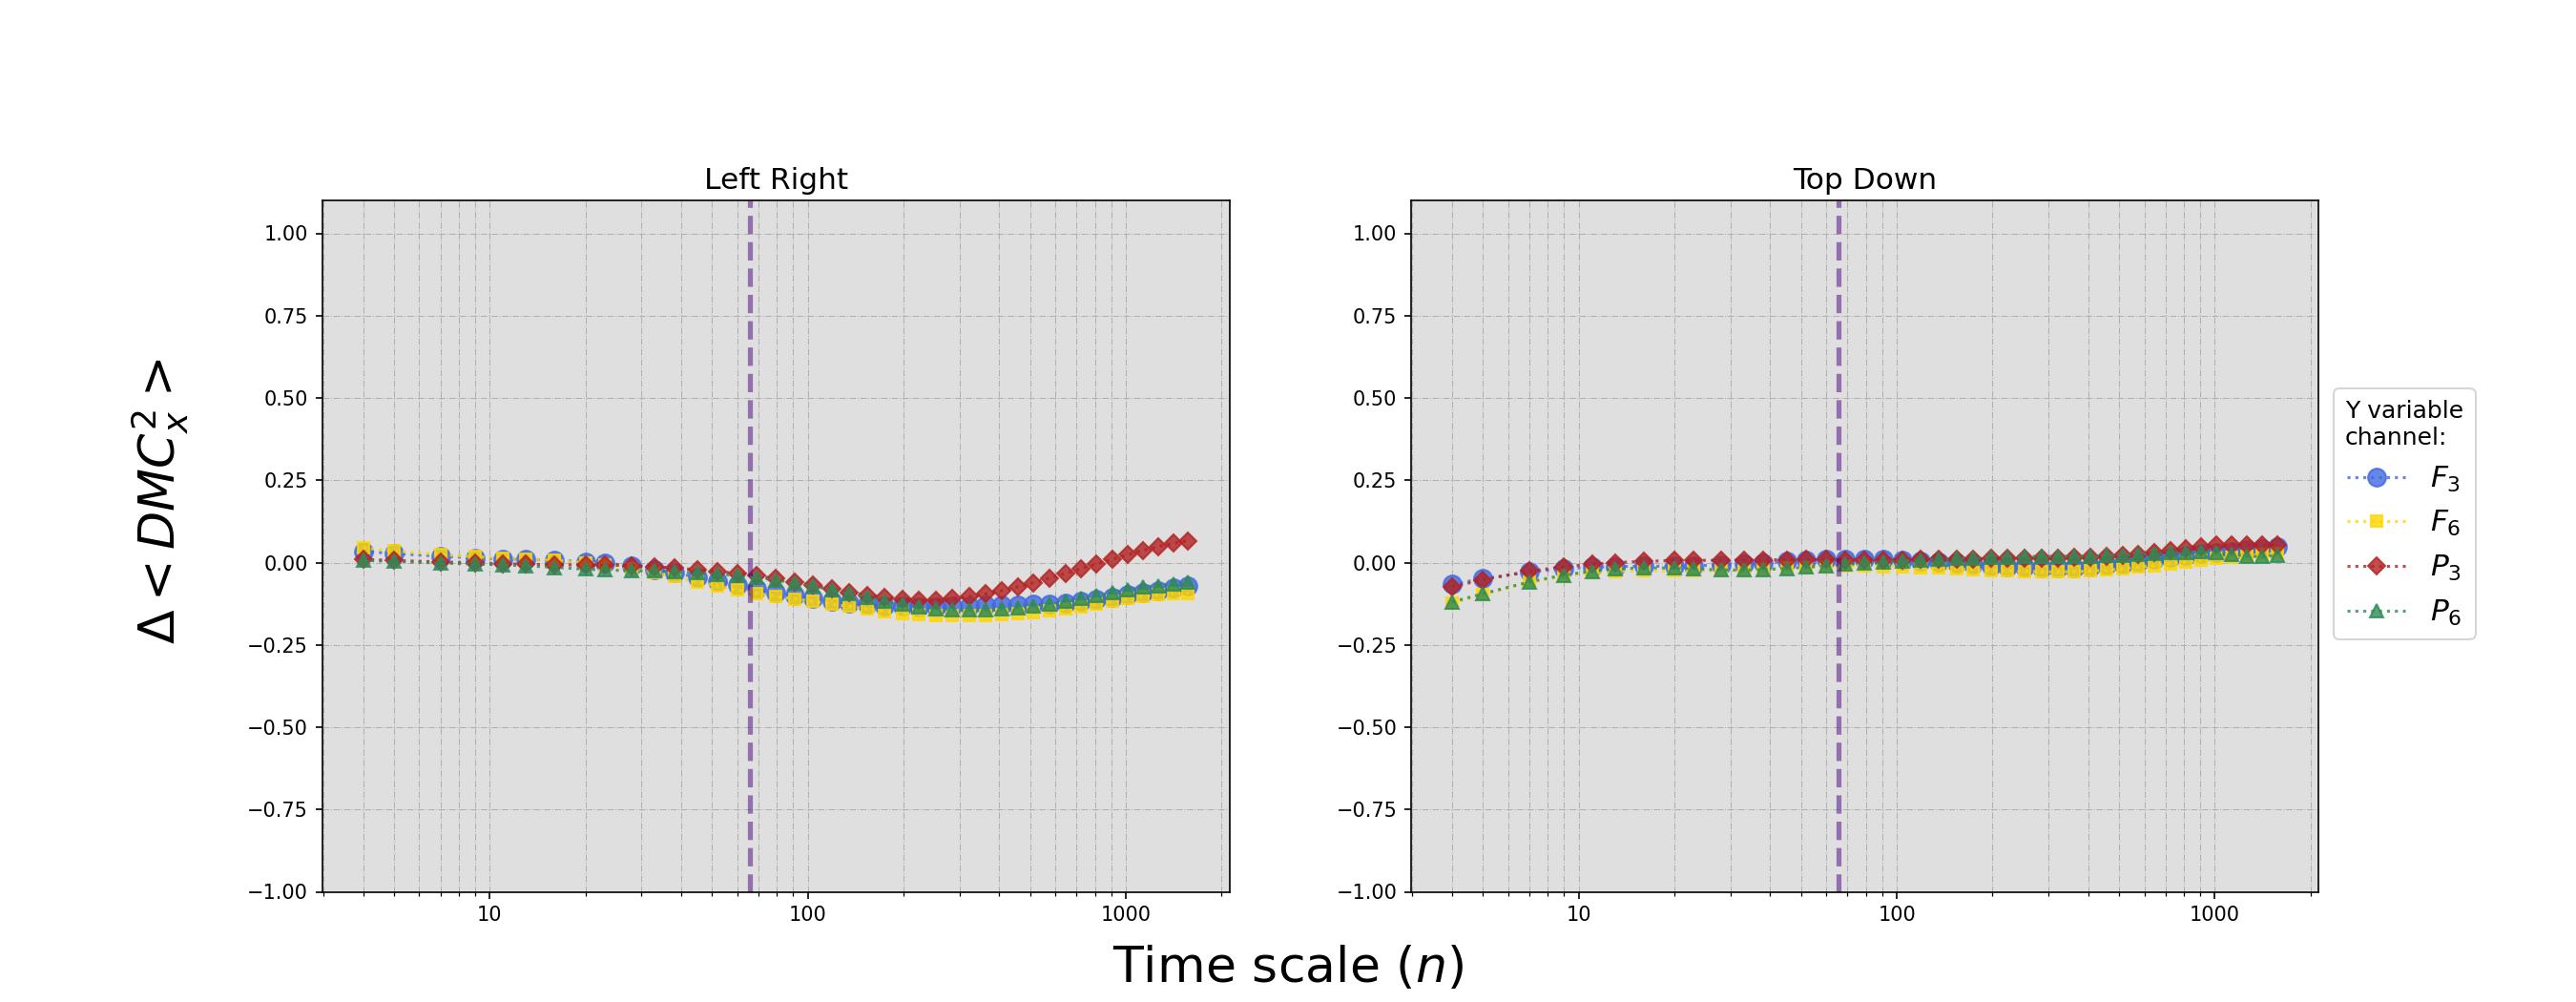 Left Right
Top Down
Δ < DMC²ₓ >
1.00
0.75
0.50
0.25
0.00
−0.25
−0.50
−0.75
−1.00
10 100 1000
1.00
0.75
0.50
0.25
0.00
−0.25
−0.50
−0.75
−1.00
10 100 1000
Y variable
channel:
F₃
F₆
P₃
P₆
Time scale (n)